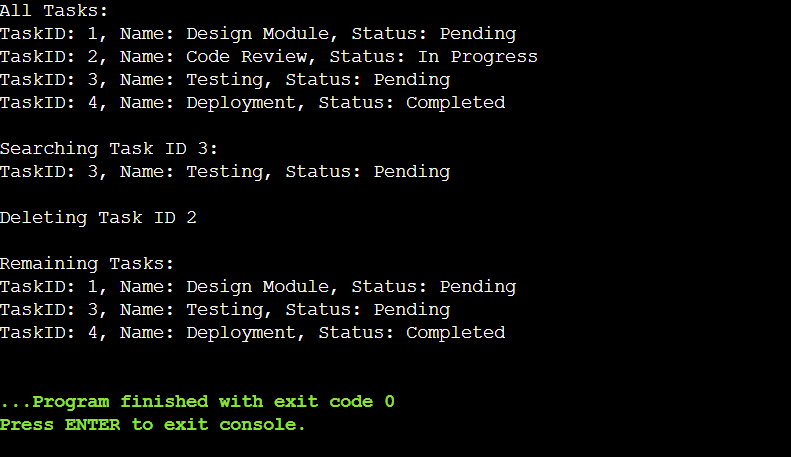 All Tasks:
TaskID: 1, Name: Design Module, Status: Pending
TaskID: 2, Name: Code Review, Status: In Progress
TaskID: 3, Name: Testing, Status: Pending
TaskID: 4, Name: Deployment, Status: Completed
Searching Task ID 3:
TaskID: 3, Name: Testing, Status: Pending
Deleting Task ID 2
Remaining Tasks:
TaskID: 1, Name: Design Module, Status: Pending
TaskID: 3, Name: Testing, Status: Pending
TaskID: 4, Name: Deployment, Status: Completed
...Program finished with exit code 0
Press ENTER to exit console.